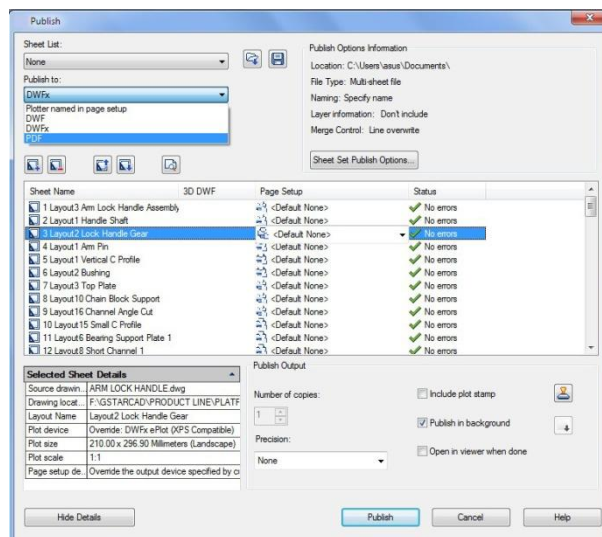 Publish
Sheet List:
None
Publish to:
DWFx
Plotter named in page setup
DWF
DWFx
PDF
Publish Options Information
Location: C:\Users\asus\Documents\
File Type: Multi-sheet file
Naming: Specify name
Layer information: Don't include
Merge Control: Line overwrite
Sheet Set Publish Options...
Sheet Name 3D DWF Page Setup Status
1 Layout3 Arm Lock Handle Assembly <Default None> No errors
2 Layout1 Handle Shaft <Default None> No errors
3 Layout2 Lock Handle Gear <Default None> No errors
4 Layout1 Arm Pin <Default None> No errors
5 Layout1 Vertical C Profile <Default None> No errors
6 Layout2 Bushing <Default None> No errors
7 Layout3 Top Plate <Default None> No errors
8 Layout10 Chain Block Support <Default None> No errors
9 Layout16 Channel Angle Cut <Default None> No errors
10 Layout15 Small C Profile <Default None> No errors
11 Layout6 Bearing Support Plate 1 <Default None> No errors
12 Layout8 Short Channel 1 <Default None> No errors
Selected Sheet Details
Source drawin... ARM LOCK HANDLE.dwg
Drawing locat... F:\GSTARCAD\PRODUCT LINE\PLATF
Layout Name Layout2 Lock Handle Gear
Plot device Override: DWFx ePlot (XPS Compatible)
Plot size 210.00 x 296.90 Millimeters (Landscape)
Plot scale 1:1
Page setup de... Override the output device specified by cr
Publish Output
Number of copies:
1
Precision:
None
Include plot stamp
Publish in background
Open in viewer when done
Hide Details
Publish
Cancel
Help